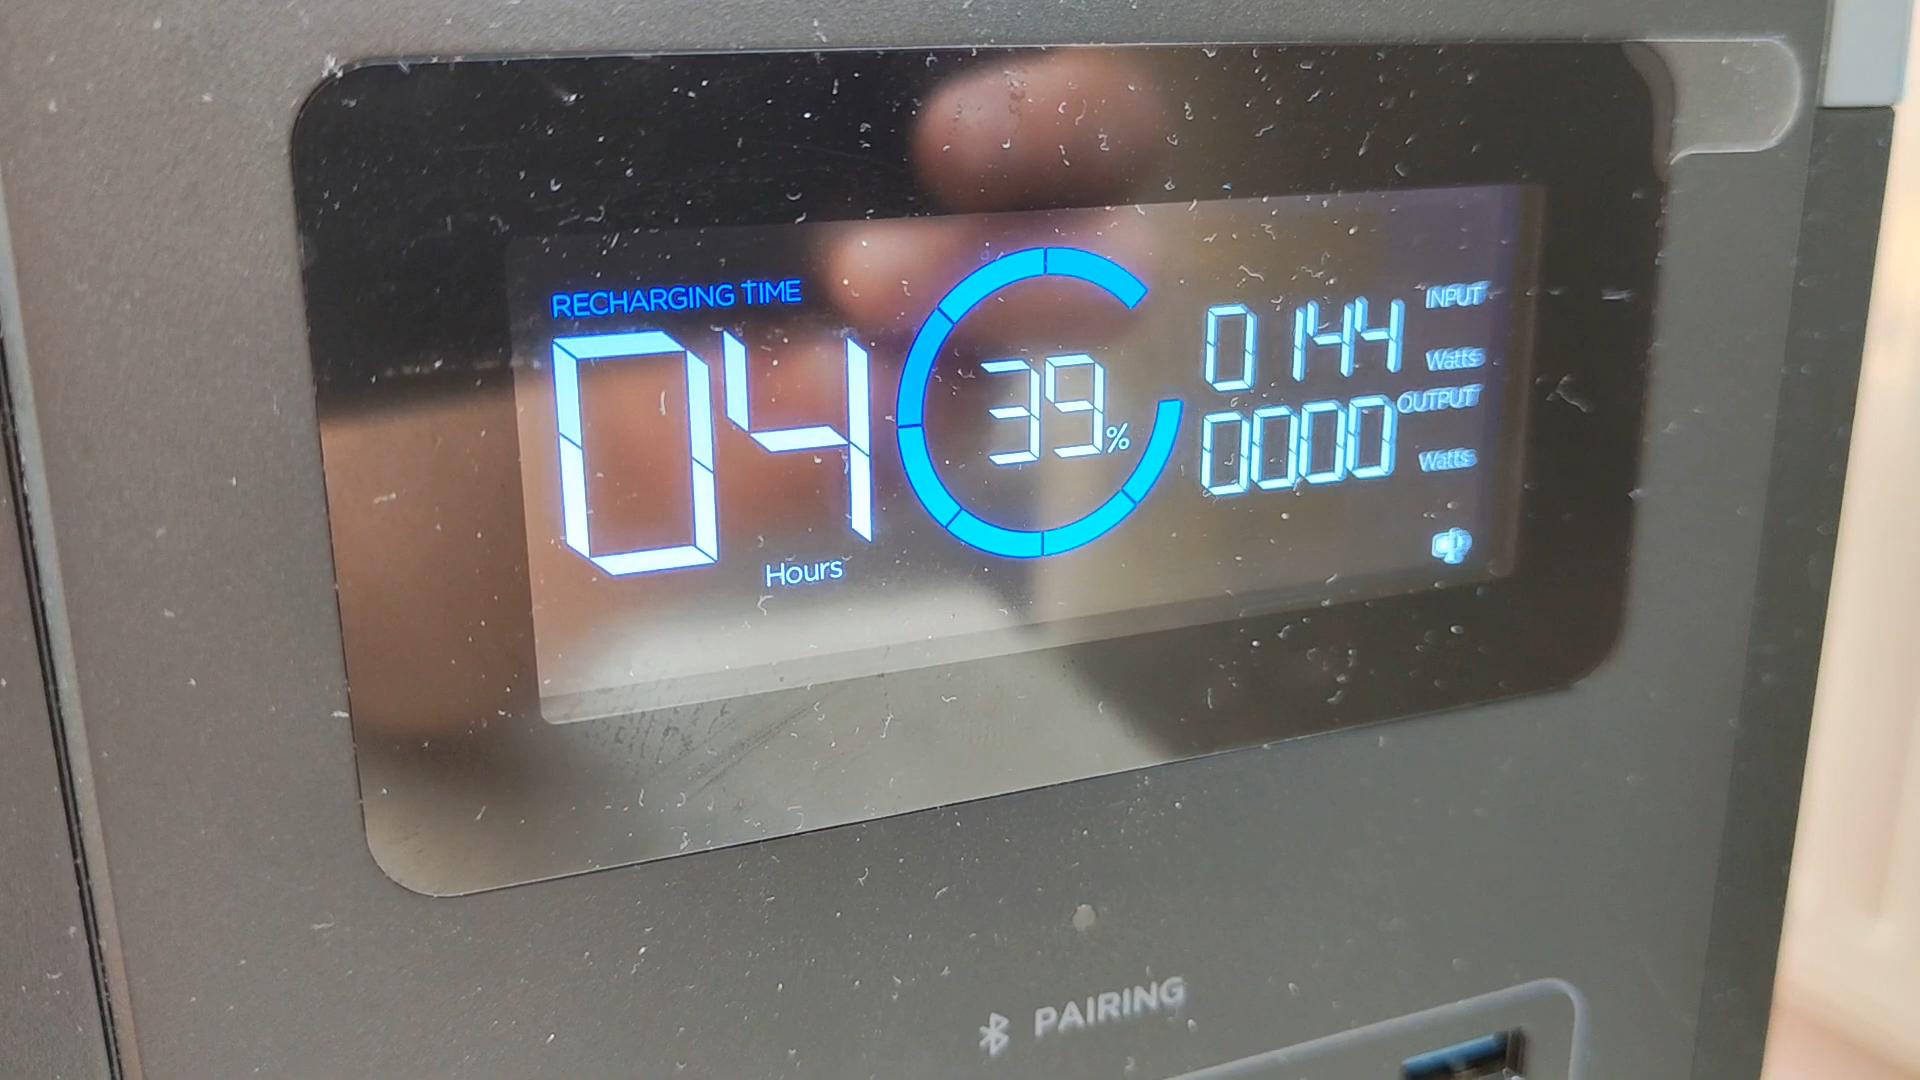 RECHARGING TIME
04
Hours
39%
0144
INPUT
Watts
0000
OUTPUT
Watts
PAIRING